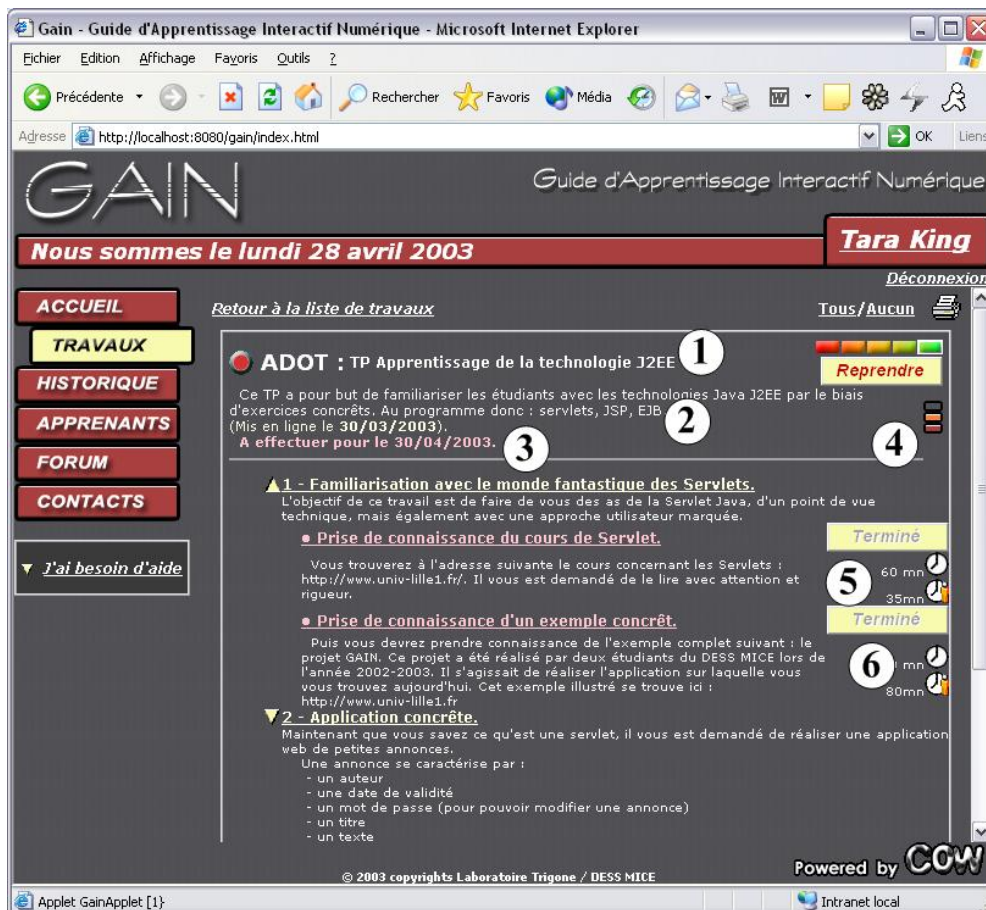 Gain - Guide d'Apprentissage Interactif Numérique - Microsoft Internet Explorer
Fichier Edition Affichage Favoris Outils ?
Précédente Rechercher Favoris Média
Adresse http://localhost:8080/gain/index.html OK Liens
GAIN Guide d'Apprentissage Interactif Numérique
Nous sommes le lundi 28 avril 2003 Tara King
Déconnexion
ACCUEIL
TRAVAUX
HISTORIQUE
APPRENANTS
FORUM
CONTACTS
J'ai besoin d'aide
Retour à la liste de travaux Tous/Aucun
ADOT : TP Apprentissage de la technologie J2EE 1
Reprendre
Ce TP a pour but de familiariser les étudiants avec les technologies Java J2EE par le biais
d'exercices concrêts. Au programme donc : servlets, JSP, EJB 2
(Mis en ligne le 30/03/2003).
A effectuer pour le 30/04/2003. 3
4
1 - Familiarisation avec le monde fantastique des Servlets.
L'objectif de ce travail est de faire de vous des as de la Servlet Java, d'un point de vue
technique, mais également avec une approche utilisateur marquée.
• Prise de connaissance du cours de Servlet. Terminé
Vous trouverez à l'adresse suivante le cours concernant les Servlets :
http://www.univ-lille1.fr/. Il vous est demandé de le lire avec attention et
rigueur.
5 60 mn
35mn
• Prise de connaissance d'un exemple concrêt. Terminé
Puis vous devrez prendre connaissance de l'exemple complet suivant : le
projet GAIN. Ce projet a été réalisé par deux étudiants du DESS MICE lors de
l'année 2002-2003. Il s'agissait de réaliser l'application sur laquelle vous
vous trouvez aujourd'hui. Cet exemple illustré se trouve ici :
http://www.univ-lille1.fr
6 mn
80mn
2 - Application concrête.
Maintenant que vous savez ce qu'est une servlet, il vous est demandé de réaliser une application
web de petites annonces.
Une annonce se caractérise par :
- un auteur
- une date de validité
- un mot de passe (pour pouvoir modifier une annonce)
- un titre
- un texte
Powered by COW
© 2003 copyrights Laboratoire Trigone / DESS MICE
Applet GainApplet [1} Intranet local